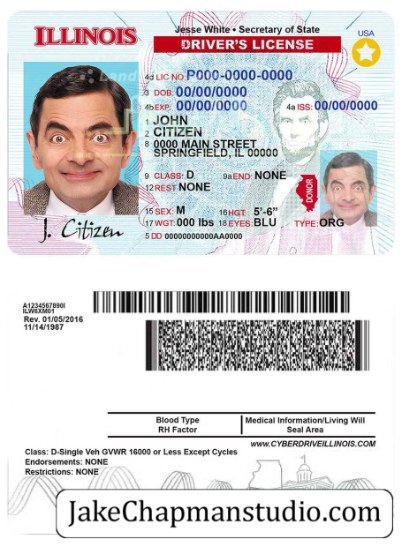 Jesse White • Secretary of State
ILLINOIS
USA
DRIVER'S LICENSE
4d LIC NO P000-0000-0000
3 DOB: 00/00/0000
4b EXP: 00/00/0000 4a ISS: 00/00/0000
1 JOHN
2 CITIZEN
8 0000 MAIN STREET
SPRINGFIELD, IL 00000
9 CLASS: D 9a END: NONE
12 REST NONE
DONOR
15 SEX M 16 HGT 5'-6"
17 WGT 000 lbs 18 EYES BLU TYPE: ORG
5 DD 00000000000AA0000
J. Citizen
A1234567890I
ILW6XM01
Rev. 01/05/2016
11/14/1987
Blood Type
RH Factor
Medical Information/Living Will
Seal Area
www.CYBERDRIVEILLINOIS.COM
Class: D-Single Veh GVWR 16000 or Less Except Cycles
Endorsements: NONE
Restrictions: NONE
JakeChapmanstudio.com